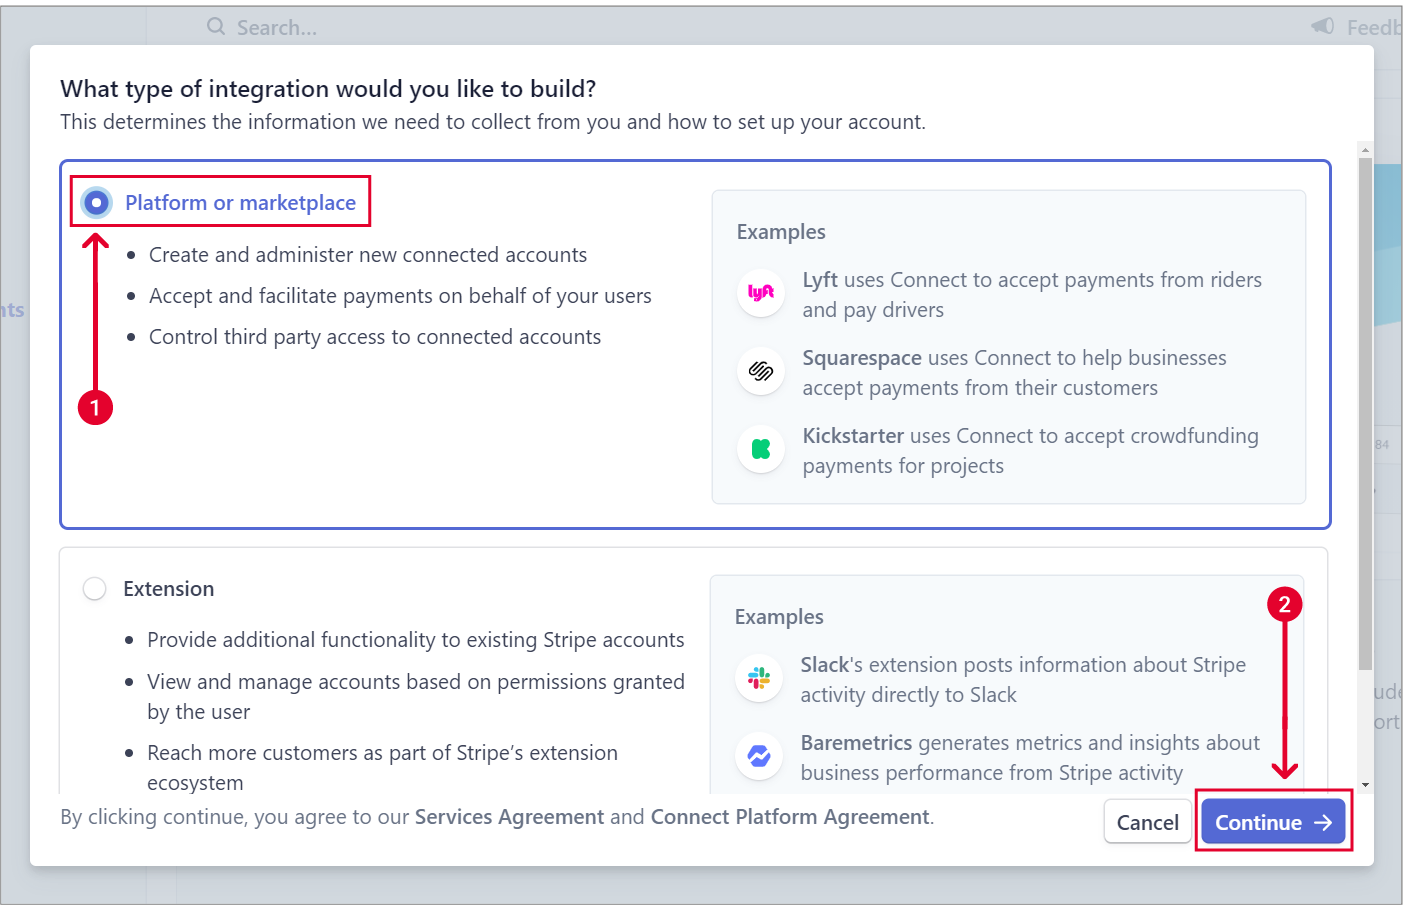 Search...
Feedb
What type of integration would you like to build?
This determines the information we need to collect from you and how to set up your account.
Platform or marketplace
• Create and administer new connected accounts
• Accept and facilitate payments on behalf of your users
• Control third party access to connected accounts
1
Examples
lyft
Lyft uses Connect to accept payments from riders
and pay drivers
Squarespace uses Connect to help businesses
accept payments from their customers
Kickstarter uses Connect to accept crowdfunding
payments for projects
nts
84
Extension
• Provide additional functionality to existing Stripe accounts
• View and manage accounts based on permissions granted
by the user
• Reach more customers as part of Stripe’s extension
ecosystem
2
Examples
Slack's extension posts information about Stripe
activity directly to Slack
Baremetrics generates metrics and insights about
business performance from Stripe activity
ude
ort
By clicking continue, you agree to our Services Agreement and Connect Platform Agreement.
Cancel
Continue →